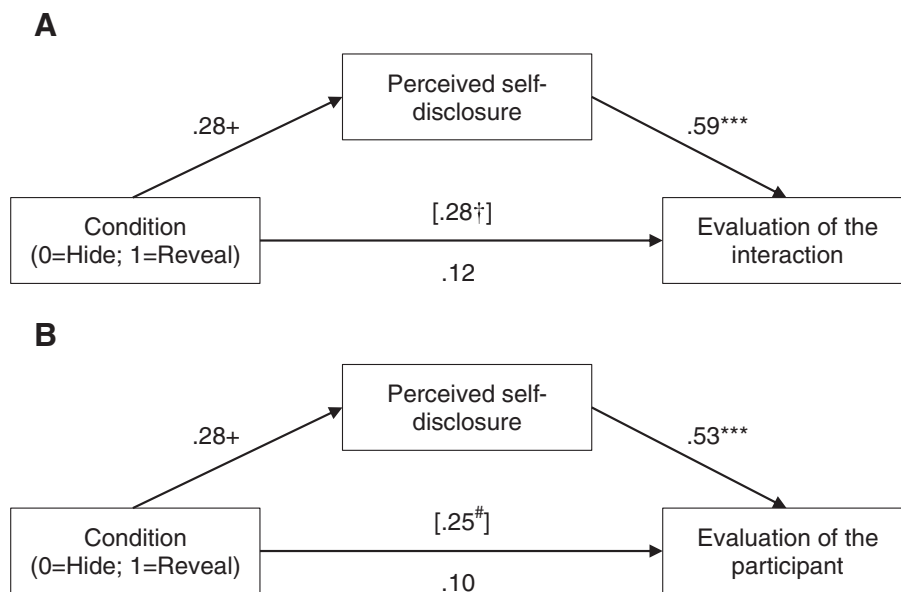 A
Perceived self-
disclosure
.28+
.59***
Condition
(0=Hide; 1=Reveal)
[.28†]
.12
Evaluation of the
interaction
B
Perceived self-
disclosure
.28+
.53***
Condition
(0=Hide; 1=Reveal)
[.25#]
.10
Evaluation of the
participant